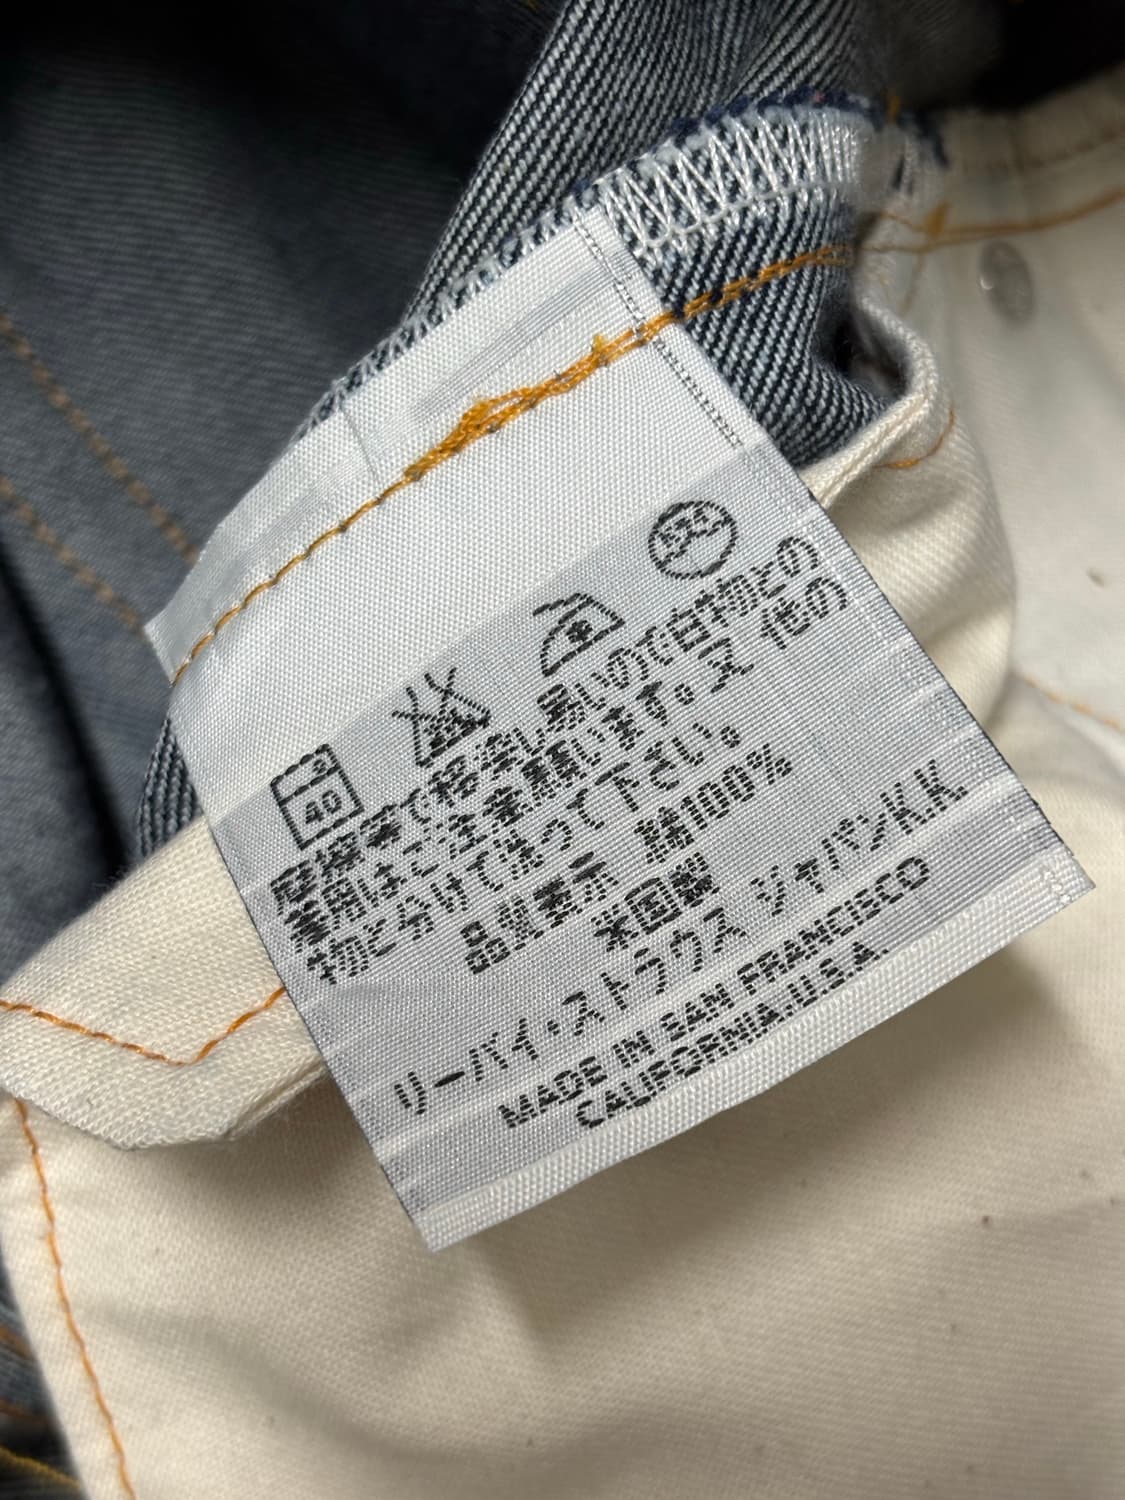 40
中
摩擦等で移染し易いので白什物との
着用はご注意願います。又 他の
物と分けて洗って下さい。
品質表示 綿100%
米国製
リーバイ・ストラウス ジャパンK.K.
MADE IN SAN FRANCISCO
CALIFORNIA.U.S.A.